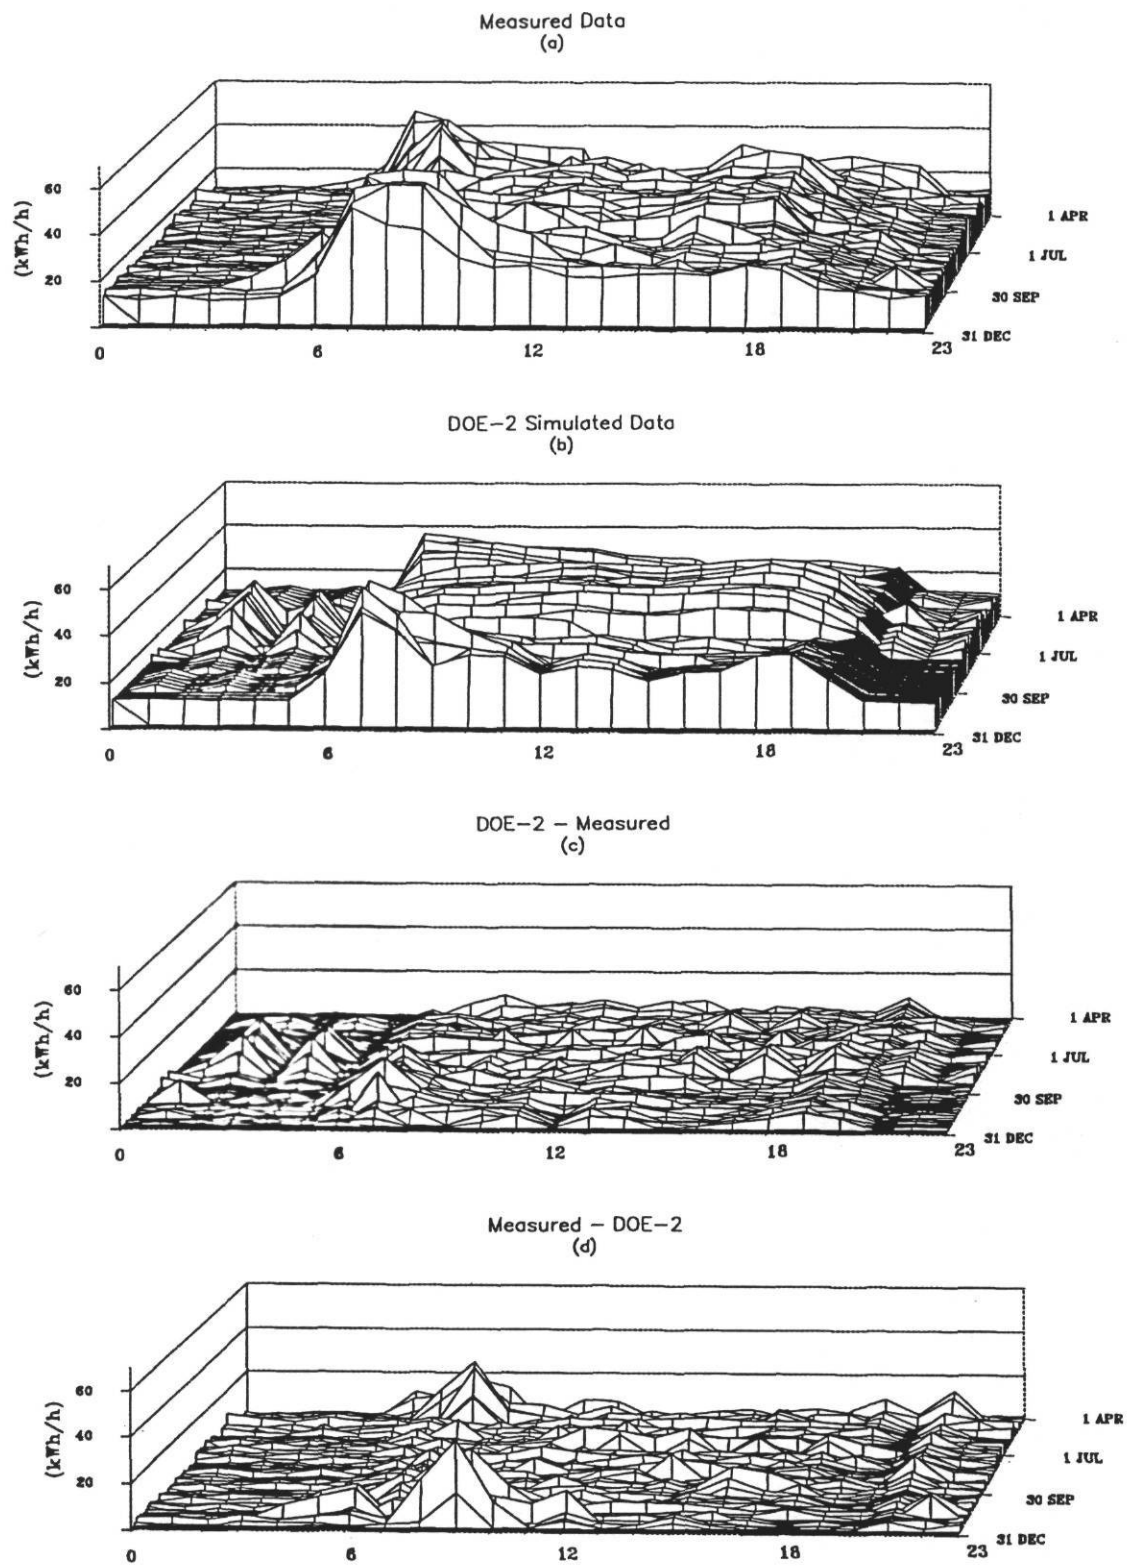 Measured Data
(a)
(kWh/h)
60
40
20
0
6
12
18
23
1 APR
1 JUL
30 SEP
31 DEC
DOE-2 Simulated Data
(b)
(kWh/h)
60
40
20
0
6
12
18
23
1 APR
1 JUL
30 SEP
31 DEC
DOE-2 - Measured
(c)
(kWh/h)
60
40
20
0
6
12
18
23
1 APR
1 JUL
30 SEP
31 DEC
Measured - DOE-2
(d)
(kWh/h)
60
40
20
0
6
12
18
23
1 APR
1 JUL
30 SEP
31 DEC